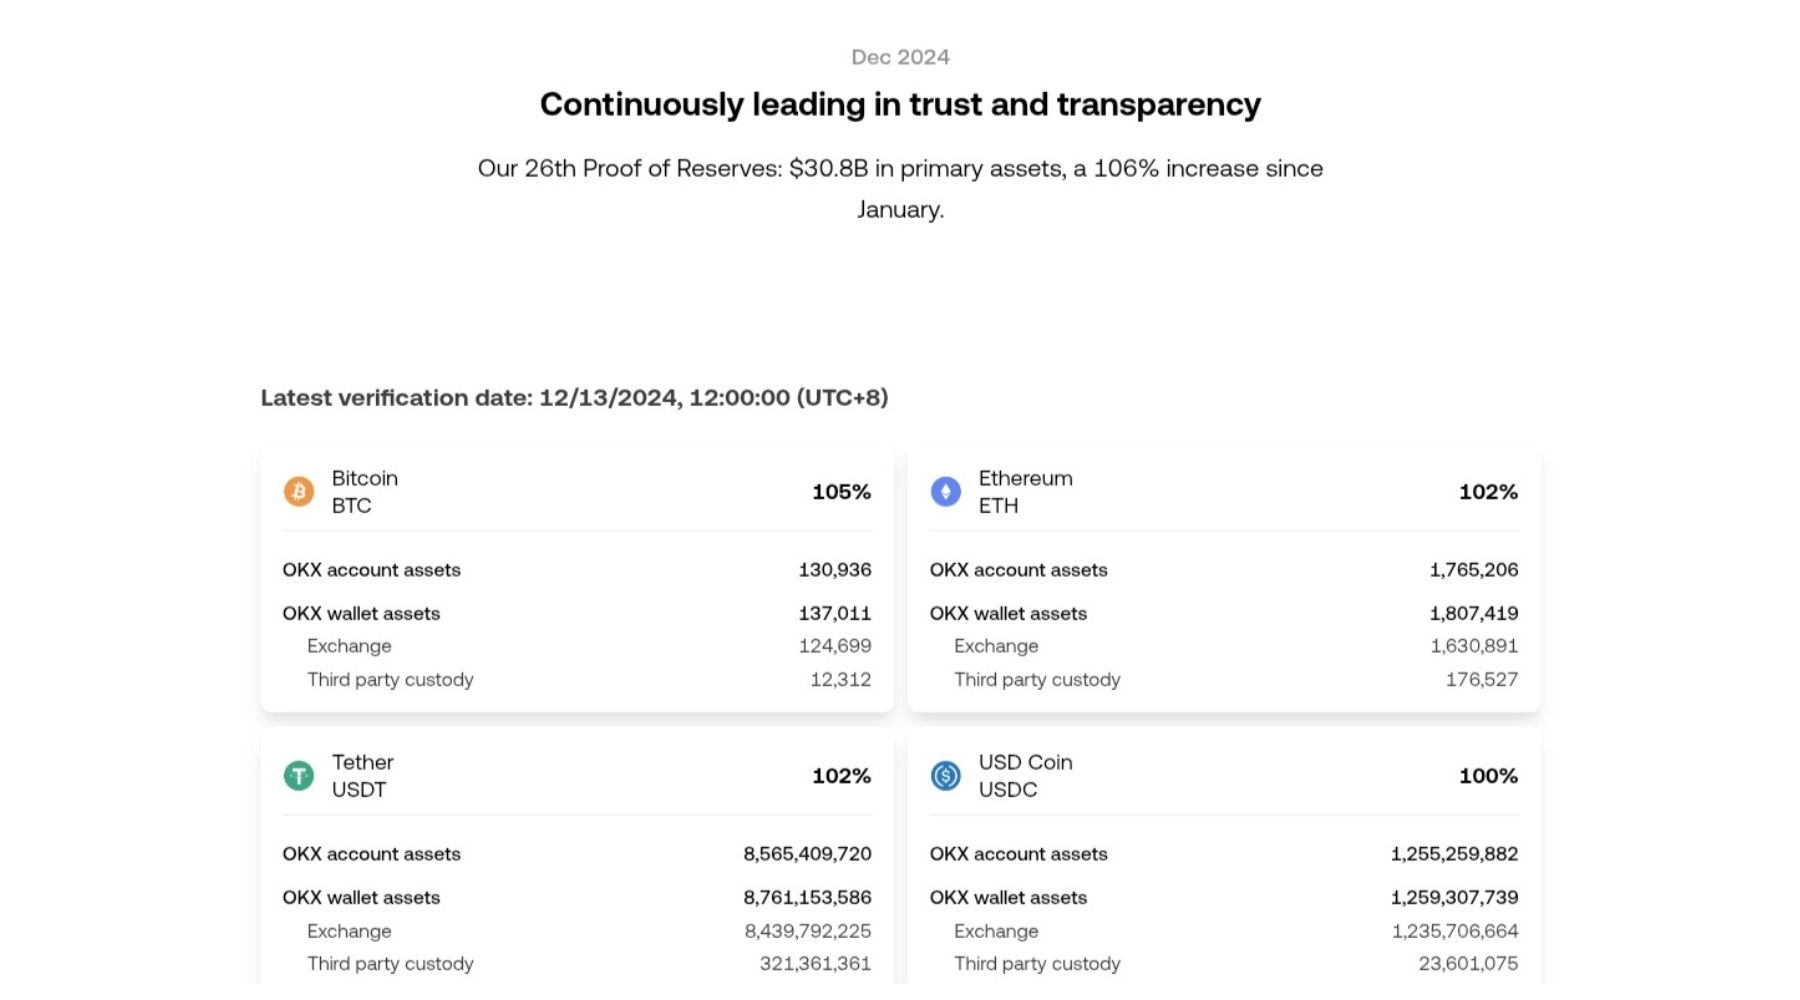 Dec 2024
Continuously leading in trust and transparency
Our 26th Proof of Reserves: $30.8B in primary assets, a 106% increase since
January.
Latest verification date: 12/13/2024, 12:00:00 (UTC+8)
Bitcoin
BTC
105%
OKX account assets 130,936
OKX wallet assets 137,011
Exchange 124,699
Third party custody 12,312
Ethereum
ETH
102%
OKX account assets 1,765,206
OKX wallet assets 1,807,419
Exchange 1,630,891
Third party custody 176,527
Tether
USDT
102%
OKX account assets 8,565,409,720
OKX wallet assets 8,761,153,586
Exchange 8,439,792,225
Third party custody 321,361,361
USD Coin
USDC
100%
OKX account assets 1,255,259,882
OKX wallet assets 1,259,307,739
Exchange 1,235,706,664
Third party custody 23,601,075